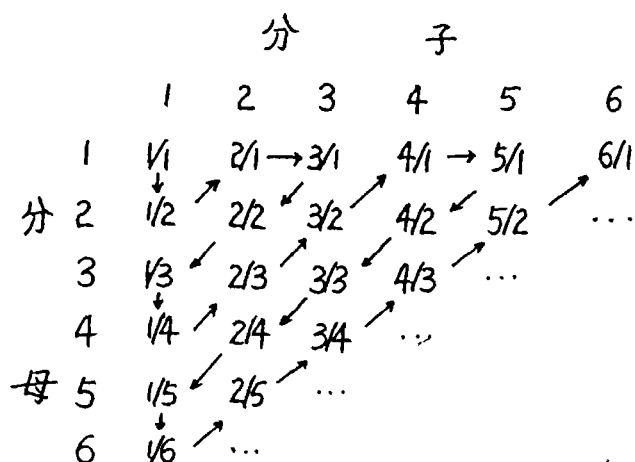 分 子
1 2 3 4 5 6
1 1/1 2/1 → 3/1 4/1 → 5/1 6/1
分 2 1/2 2/2 3/2 4/2 5/2 ...
3 1/3 2/3 3/3 4/3 ...
4 1/4 2/4 3/4 ...
母 5 1/5 2/5 ...
6 1/6 ...